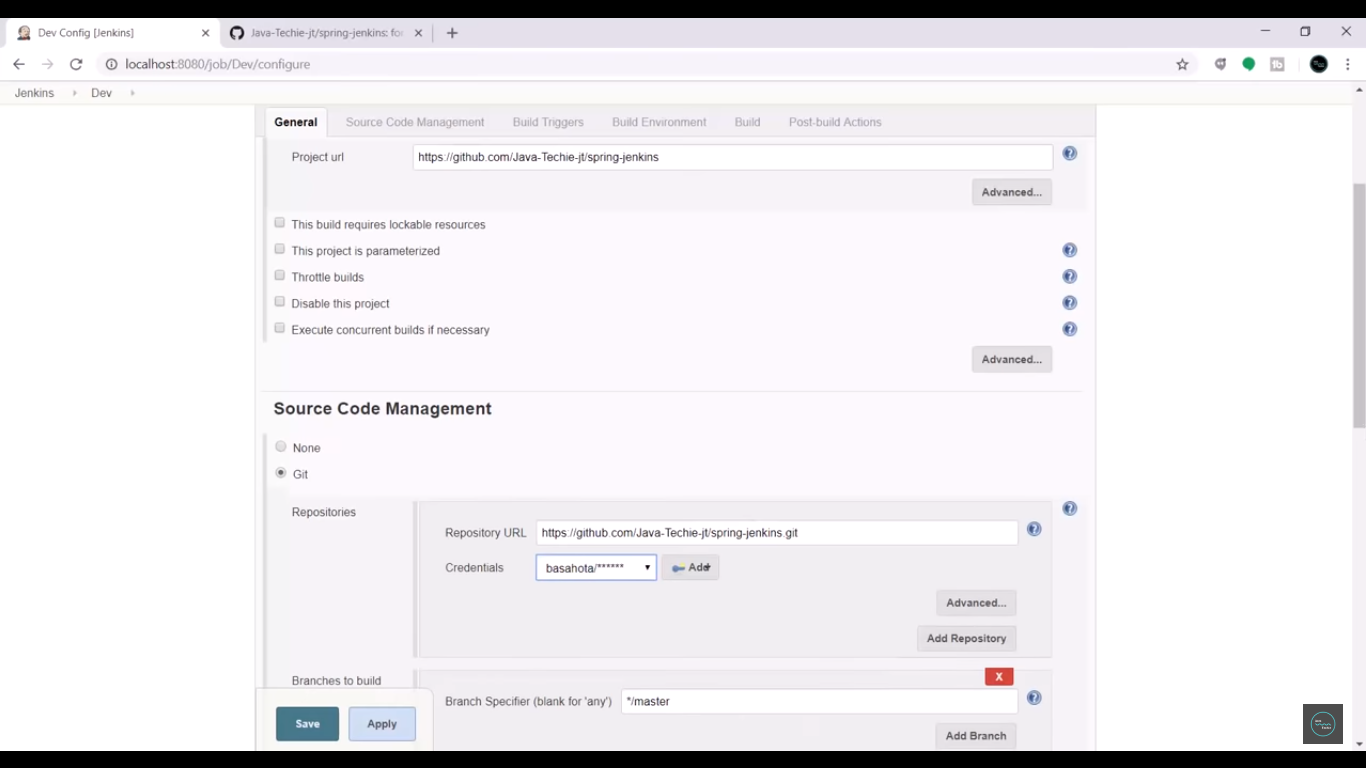 Dev Config [Jenkins]
Java-Techie-jt/spring-jenkins: for
localhost:8080/job/Dev/configure
Jenkins
Dev
General
Source Code Management
Build Triggers
Build Environment
Build
Post-build Actions
Project url
https://github.com/Java-Techie-jt/spring-jenkins
Advanced...
This build requires lockable resources
This project is parameterized
Throttle builds
Disable this project
Execute concurrent builds if necessary
Advanced...
Source Code Management
None
Git
Repositories
Repository URL
https://github.com/Java-Techie-jt/spring-jenkins.git
Credentials
basahota/******
Add
Advanced...
Add Repository
Branches to build
X
Branch Specifier (blank for 'any')
*/master
Add Branch
Save
Apply